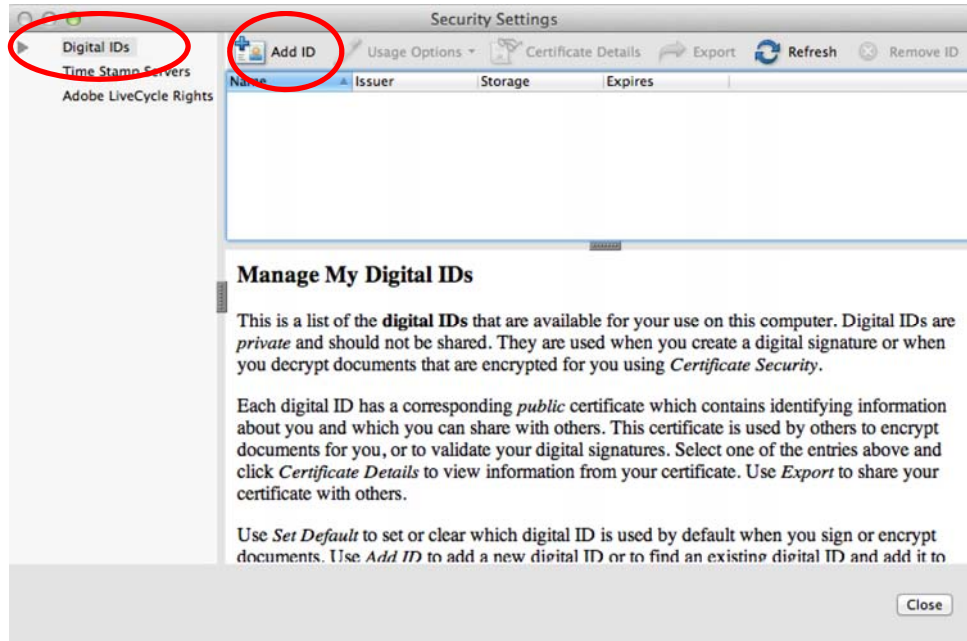 Security Settings
Digital IDs
Time Stamp Servers
Adobe LiveCycle Rights
Add ID Usage Options Certificate Details Export Refresh Remove ID
Name Issuer Storage Expires
Manage My Digital IDs
This is a list of the digital IDs that are available for your use on this computer. Digital IDs are
private and should not be shared. They are used when you create a digital signature or when
you decrypt documents that are encrypted for you using Certificate Security.
Each digital ID has a corresponding public certificate which contains identifying information
about you and which you can share with others. This certificate is used by others to encrypt
documents for you, or to validate your digital signatures. Select one of the entries above and
click Certificate Details to view information from your certificate. Use Export to share your
certificate with others.
Use Set Default to set or clear which digital ID is used by default when you sign or encrypt
documents. Use Add ID to add a new digital ID or to find an existing digital ID and add it to
Close